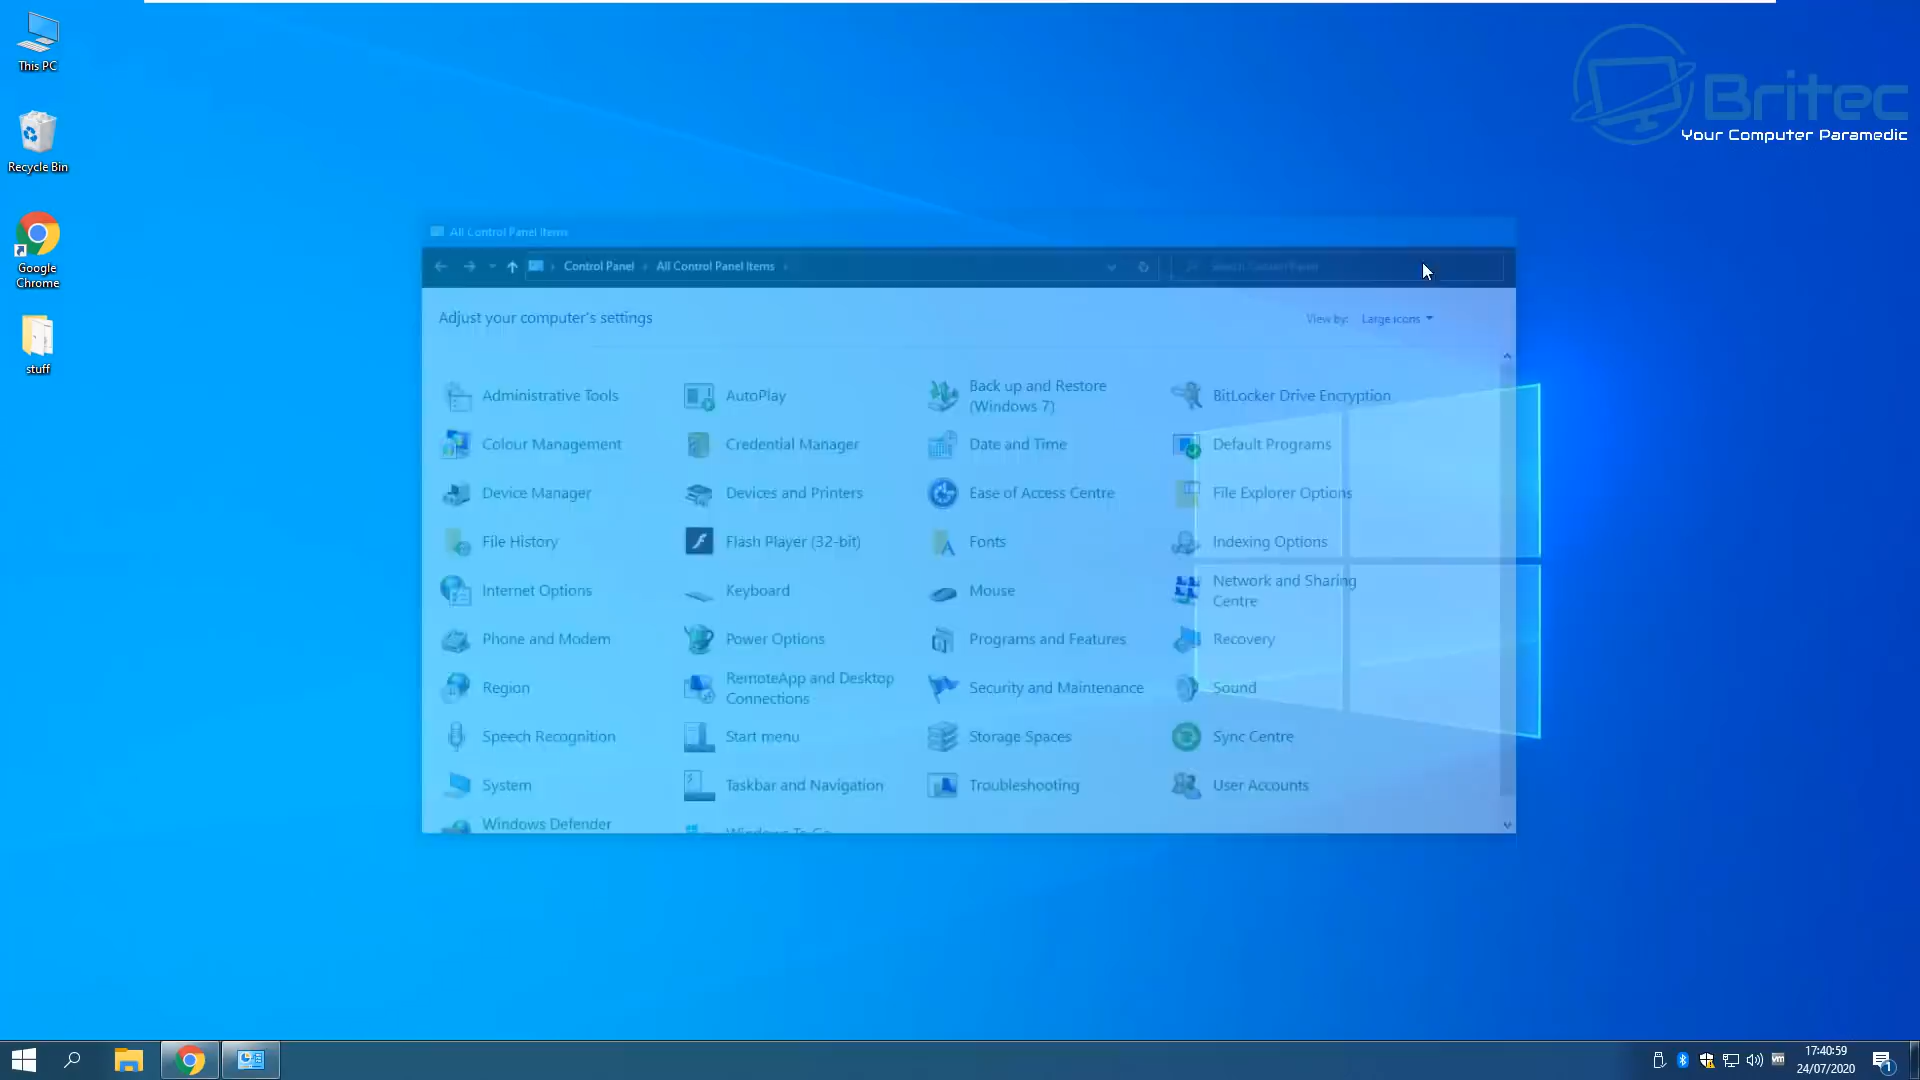 This PC
Recycle Bin
Google
Chrome
stuff
Britec
Your Computer Paramedic
All Control Panel Items
Control Panel
All Control Panel Items
Search Control Panel
Adjust your computer's settings
View by: Large icons
Administrative Tools
AutoPlay
Back up and Restore
(Windows 7)
BitLocker Drive Encryption
Colour Management
Credential Manager
Date and Time
Default Programs
Device Manager
Devices and Printers
Ease of Access Centre
File Explorer Options
File History
Flash Player (32-bit)
Fonts
Indexing Options
Internet Options
Keyboard
Mouse
Network and Sharing
Centre
Phone and Modem
Power Options
Programs and Features
Recovery
Region
RemoteApp and Desktop
Connections
Security and Maintenance
Sound
Speech Recognition
Start menu
Storage Spaces
Sync Centre
System
Taskbar and Navigation
Troubleshooting
User Accounts
Windows Defender
Windows To Go
vm
17:40:59
24/07/2020
1